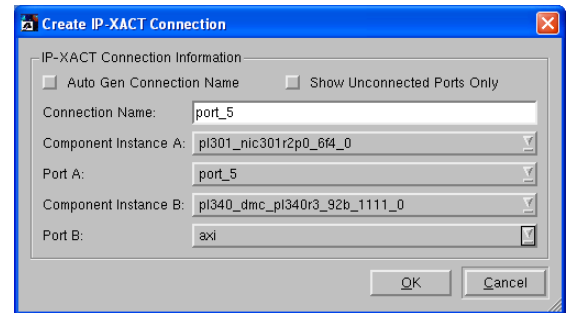 Create IP-XACT Connection
IP-XACT Connection Information
Auto Gen Connection Name Show Unconnected Ports Only
Connection Name: port_5
Component Instance A: pl301_nic301r2p0_6f4_0
Port A: port_5
Component Instance B: pl340_dmc_pl340r3_92b_1111_0
Port B: axi
OK Cancel